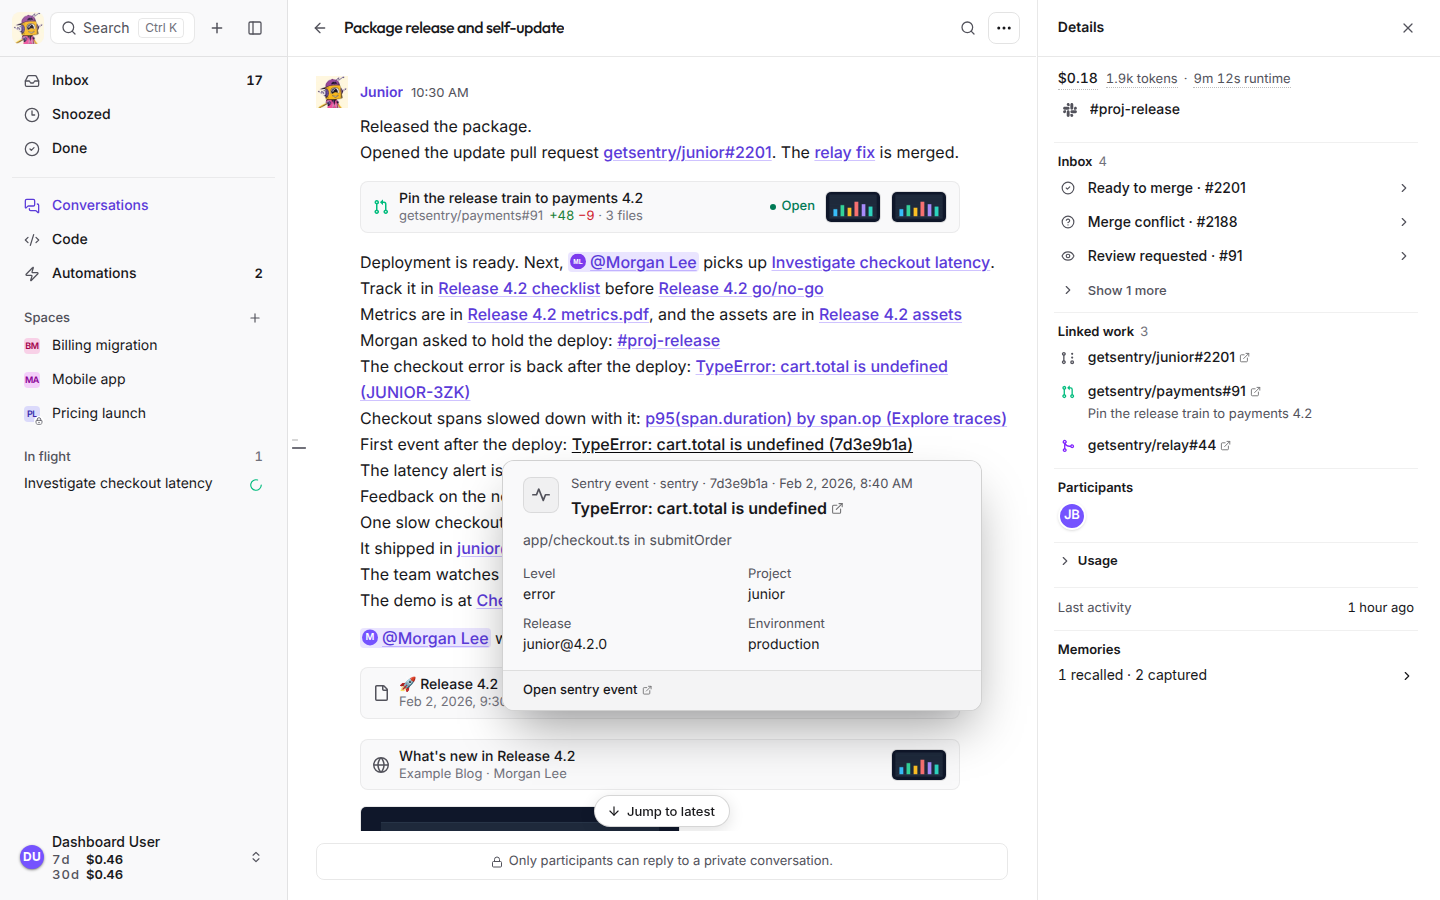 Search Ctrl K
Inbox 17
Snoozed
Done
Conversations
Code
Automations 2
Spaces
BM Billing migration
MA Mobile app
PL Pricing launch
In flight 1
Investigate checkout latency
DU Dashboard User
7d $0.46
30d $0.46
Package release and self-update
Junior 10:30 AM
Released the package.
Opened the update pull request getsentry/junior#2201. The relay fix is merged.
Pin the release train to payments 4.2
getsentry/payments#91 +48 −9 · 3 files
Open
Deployment is ready. Next, ML @Morgan Lee picks up Investigate checkout latency.
Track it in Release 4.2 checklist before Release 4.2 go/no-go
Metrics are in Release 4.2 metrics.pdf, and the assets are in Release 4.2 assets
Morgan asked to hold the deploy: #proj-release
The checkout error is back after the deploy: TypeError: cart.total is undefined
(JUNIOR-3ZK)
Checkout spans slowed down with it: p95(span.duration) by span.op (Explore traces)
First event after the deploy: TypeError: cart.total is undefined (7d3e9b1a)
The latency alert is
Feedback on the
One slow checkout
It shipped in junior
The team watches
The demo is at
M @Morgan Lee
🚀 Release 4.2
Feb 2, 2026,
Sentry event · sentry · 7d3e9b1a · Feb 2, 2026, 8:40 AM
TypeError: cart.total is undefined
app/checkout.ts in submitOrder
Level
error
Project
junior
Release
junior@4.2.0
Environment
production
Open sentry event
What's new in Release 4.2
Example Blog · Morgan Lee
Jump to latest
Only participants can reply to a private conversation.
Details
$0.18 1.9k tokens · 9m 12s runtime
#proj-release
Inbox 4
Ready to merge · #2201
Merge conflict · #2188
Review requested · #91
Show 1 more
Linked work 3
getsentry/junior#2201
getsentry/payments#91
Pin the release train to payments 4.2
getsentry/relay#44
Participants
JB
Usage
Last activity 1 hour ago
Memories
1 recalled · 2 captured